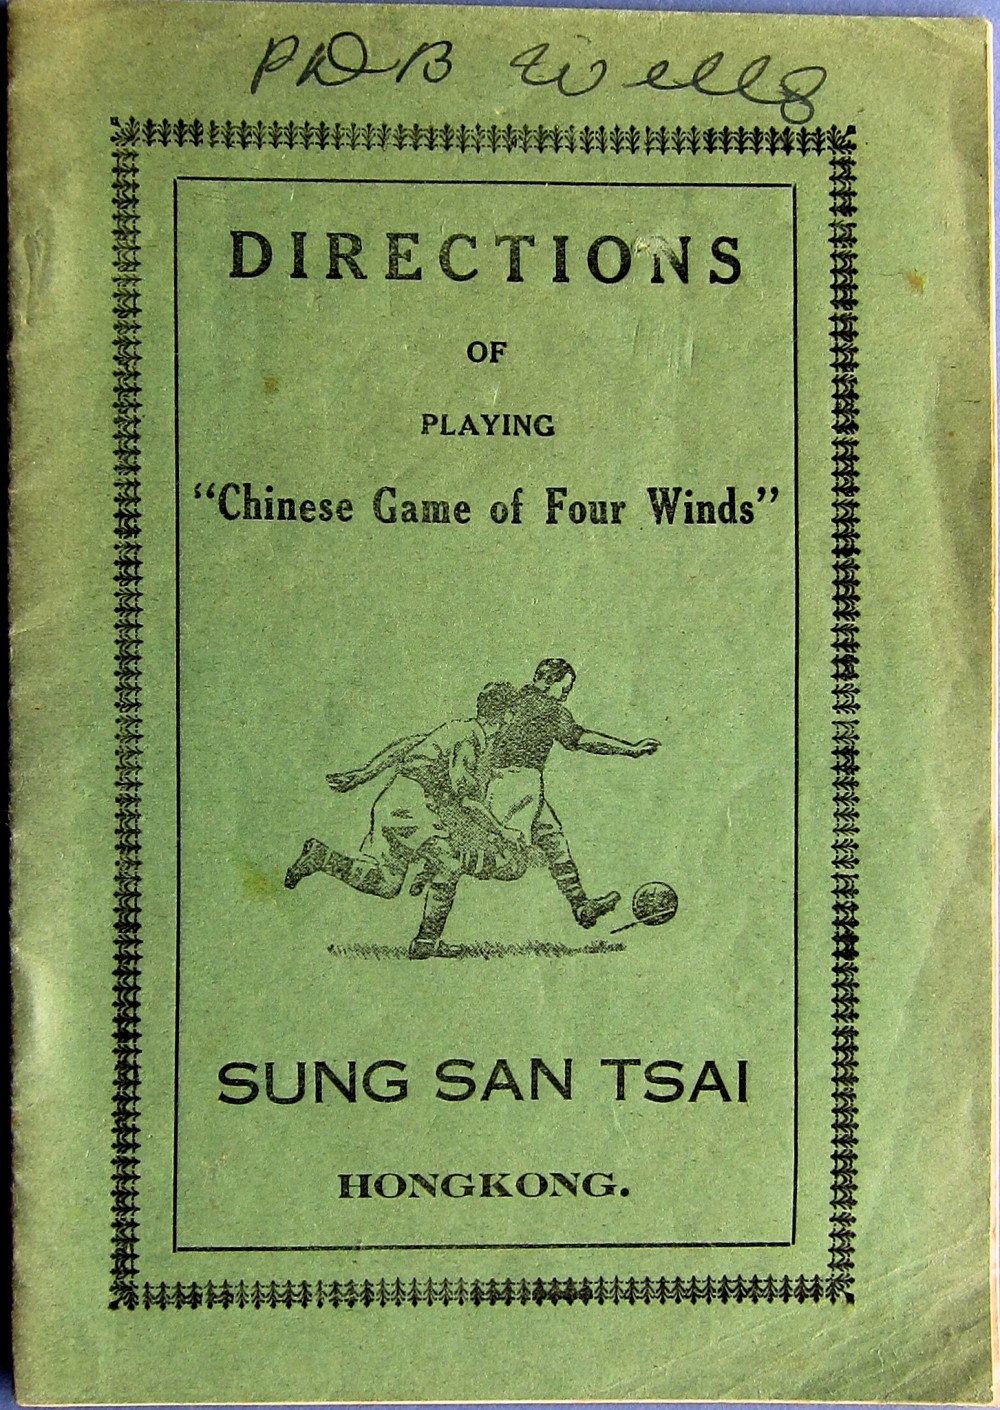 PDB Wells
DIRECTIONS
OF
PLAYING
“Chinese Game of Four Winds”
SUNG SAN TSAI
HONGKONG.